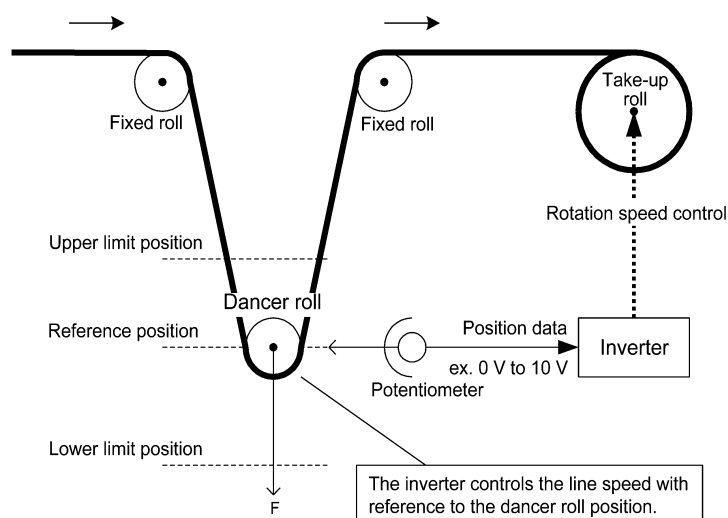 Fixed roll
Fixed roll
Take-up
roll
Rotation speed control
Upper limit position
Dancer roll
Reference position
Position data
Inverter
ex. 0 V to 10 V
Potentiometer
Lower limit position
F
The inverter controls the line speed with
reference to the dancer roll position.